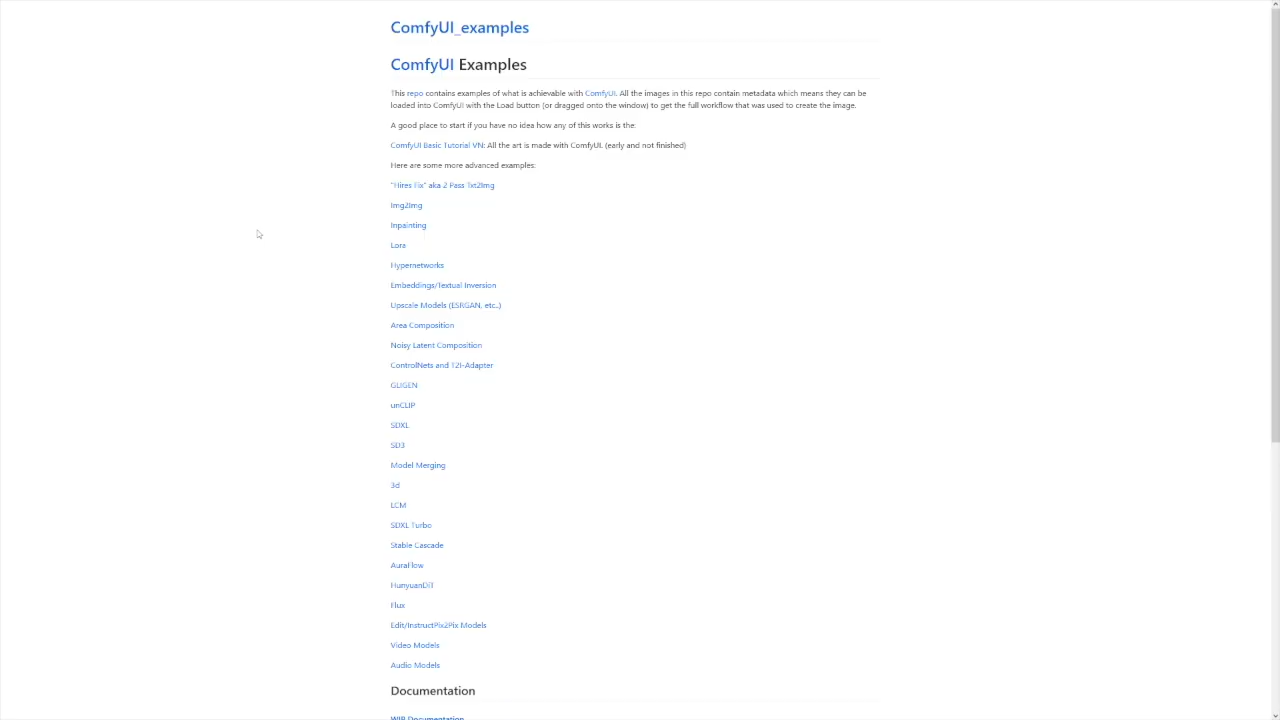 ComfyUI_examples
ComfyUI Examples
This repo contains examples of what is achievable with ComfyUI. All the images in this repo contain metadata which means they can be
loaded into ComfyUI with the Load button (or dragged onto the window) to get the full workflow that was used to create the image.
A good place to start if you have no idea how any of this works is the:
ComfyUI Basic Tutorial VN: All the art is made with ComfyUI. (early and not finished)
Here are some more advanced examples:
"Hires Fix" aka 2 Pass Txt2Img
Img2Img
Inpainting
Lora
Hypernetworks
Embeddings/Textual Inversion
Upscale Models (ESRGAN, etc..)
Area Composition
Noisy Latent Composition
ControlNets and T2I-Adapter
GLIGEN
unCLIP
SDXL
SD3
Model Merging
3d
LCM
SDXL Turbo
Stable Cascade
AuraFlow
HunyuanDiT
Flux
Edit/InstructPix2Pix Models
Video Models
Audio Models
Documentation
WIP Documentation